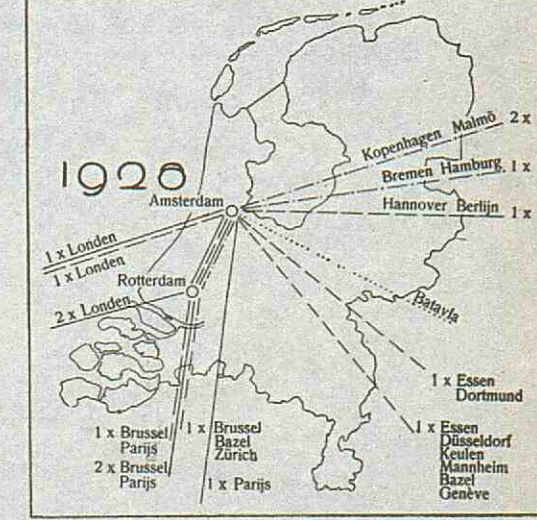 1928
Kopenhagen Malmö 2 x
Bremen Hamburg 1 x
Amsterdam
Hannover Berlijn 1 x
1 x Londen
1 x Londen
Rotterdam
2 x Londen
Batavia
1 x Essen
Dortmund
1 x Brussel
Parijs
2 x Brussel
Parijs
1 x Brussel
Bazel
Zürich
1 x Parijs
1 x Essen
Düsseldorf
Keulen
Mannheim
Bazel
Genève